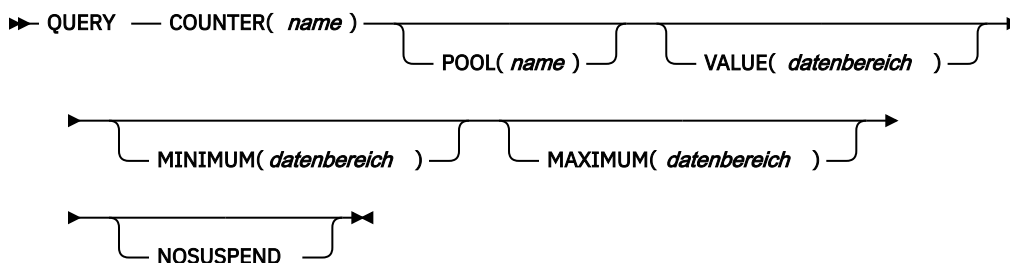 QUERY COUNTER( name )
POOL( name ) VALUE( datenbereich )
MINIMUM( datenbereich ) MAXIMUM( datenbereich )
NOSUSPEND